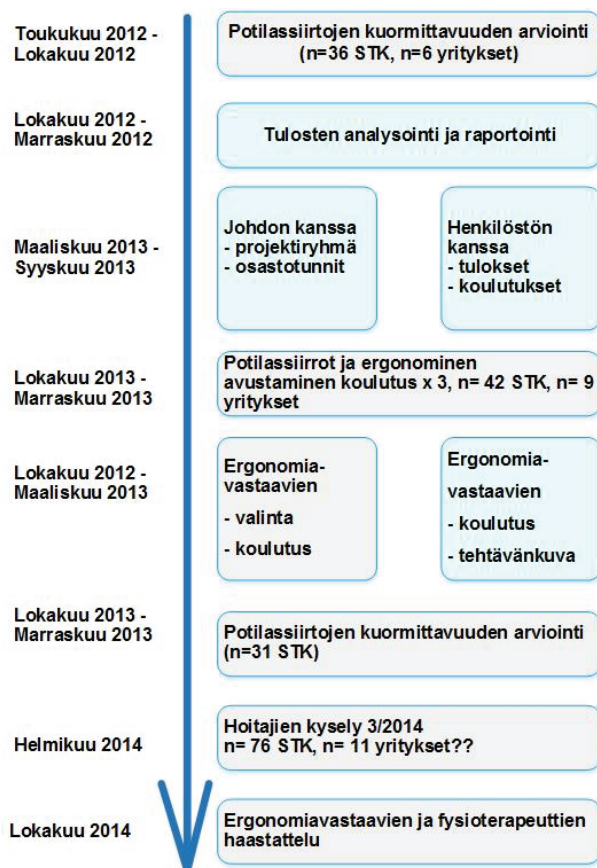 Toukukuu 2012 -
Lokakuu 2012
Potilassiirtojen kuormittavuuden arviointi
(n=36 STK, n=6 yritykset)
Lokakuu 2012 -
Marraskuu 2012
Tulosten analysointi ja raportointi
Maaliskuu 2013 -
Syyskuu 2013
Johdon kanssa
- projektiryhmä
- osastotunnit
Henkilöstön
kanssa
- tulokset
- koulutukset
Lokakuu 2013 -
Marraskuu 2013
Potilassiirrot ja ergonominen
avustaminen koulutus x 3, n= 42 STK, n= 9
yritykset
Lokakuu 2012 -
Maaliskuu 2013
Ergonomia-
vastaavien
- valinta
- koulutus
Ergonomia-
vastaavien
- koulutus
- tehtävänkuva
Lokakuu 2013 -
Marraskuu 2013
Potilassiirtojen kuormittavuuden arviointi
(n=31 STK)
Helmikuu 2014
Hoitajien kysely 3/2014
n= 76 STK, n= 11 yritykset??
Lokakuu 2014
Ergonomiavastaavien ja fysioterapeuttien
haastattelu